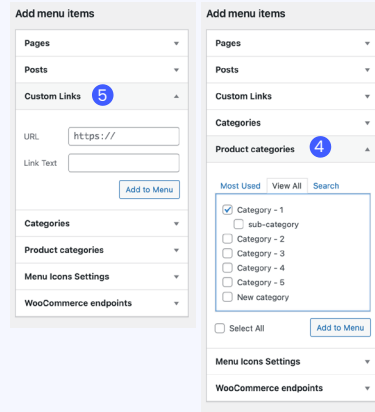 Add menu items
Pages
Posts
Custom Links 5
URL https://
Link Text
Add to Menu
Categories
Product categories
Menu Icons Settings
WooCommerce endpoints
Add menu items
Pages
Posts
Custom Links
Categories
Product categories 4
Most Used View All Search
Category - 1
sub-category
Category - 2
Category - 3
Category - 4
Category - 5
New category
Select All Add to Menu
Menu Icons Settings
WooCommerce endpoints